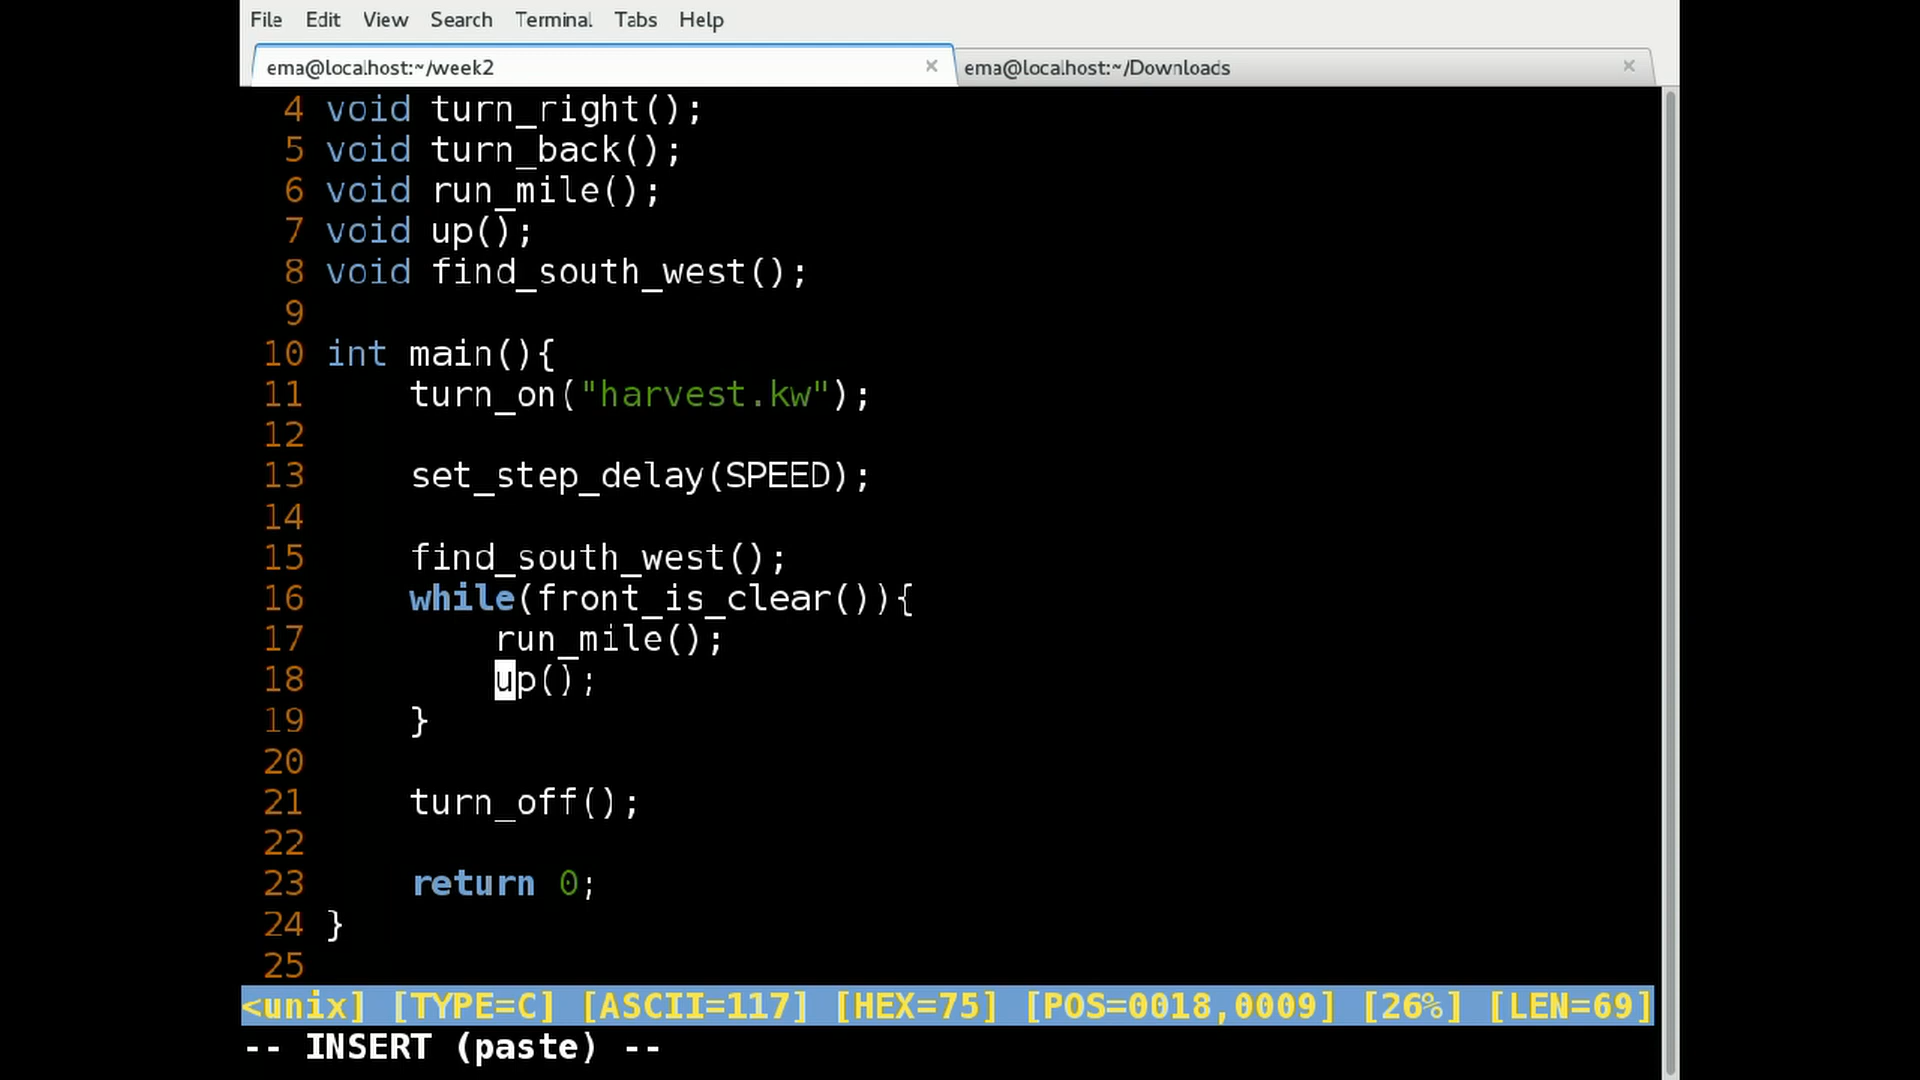 File Edit View Search Terminal Tabs Help
ema@localhost:~/week2 × ema@localhost:~/Downloads ×
4 void turn_right();
5 void turn_back();
6 void run_mile();
7 void up();
8 void find_south_west();
9
10 int main(){
11 turn_on("harvest.kw");
12
13 set_step_delay(SPEED);
14
15 find_south_west();
16 while(front_is_clear()){
17 run_mile();
18 up();
19 }
20
21 turn_off();
22
23 return 0;
24 }
25
<unix] [TYPE=C] [ASCII=117] [HEX=75] [POS=0018,0009] [26%] [LEN=69]
-- INSERT (paste) --